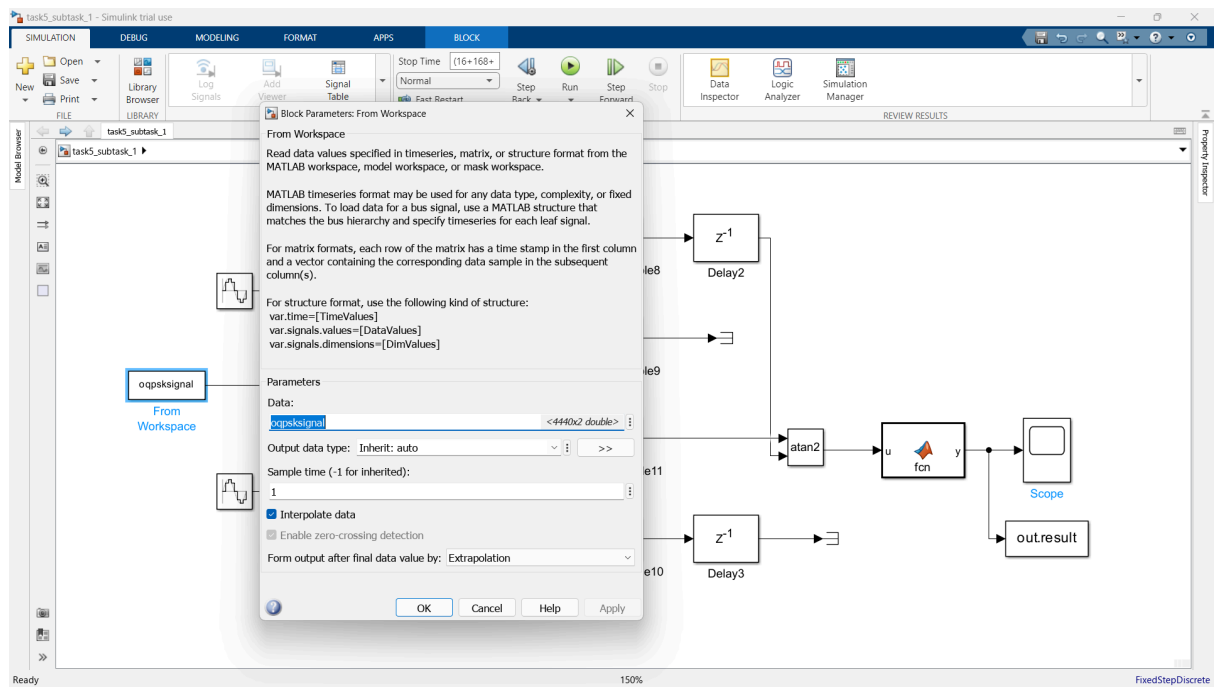 task5_subtask_1 - Simulink trial use
SIMULATION DEBUG MODELING FORMAT APPS BLOCK
New
Open
Save
Print
FILE
Library
Browser
LIBRARY
Log
Signals
Add
Viewer
Signal
Table
Stop Time (16+168+
Normal
Fast Restart
Step
Back
Run
Step
Forward
Stop
Data
Inspector
Logic
Analyzer
Simulation
Manager
REVIEW RESULTS
Model Browser
task5_subtask_1
task5_subtask_1
Property Inspector
Block Parameters: From Workspace
From Workspace
Read data values specified in timeseries, matrix, or structure format from the
MATLAB workspace, model workspace, or mask workspace.
MATLAB timeseries format may be used for any data type, complexity, or fixed
dimensions. To load data for a bus signal, use a MATLAB structure that
matches the bus hierarchy and specify timeseries for each leaf signal.
For matrix formats, each row of the matrix has a time stamp in the first column
and a vector containing the corresponding data sample in the subsequent
column(s).
For structure format, use the following kind of structure:
var.time=[TimeValues]
var.signals.values=[DataValues]
var.signals.dimensions=[DimValues]
Parameters
Data:
oqpsksignal <4440x2 double>
Output data type: Inherit: auto >>
Sample time (-1 for inherited):
1
Interpolate data
Enable zero-crossing detection
Form output after final data value by: Extrapolation
OK Cancel Help Apply
oqpsksignal
From
Workspace
Z-1
le8
Delay2
le9
le11
atan2
u fcn y
Scope
out.result
Z-1
e10
Delay3
Ready 150% FixedStepDiscrete